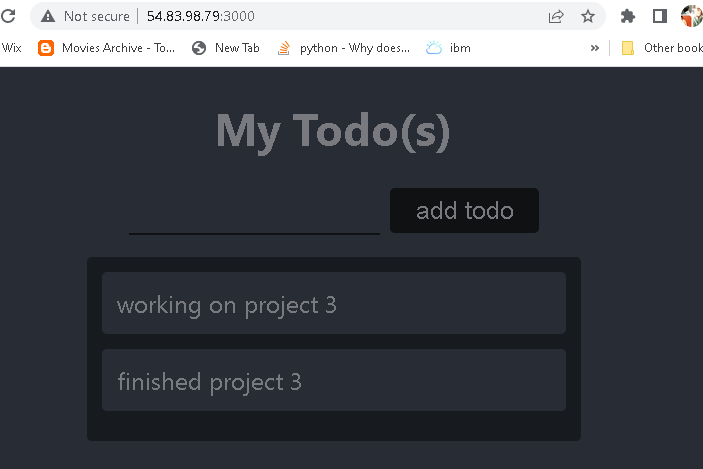 Not secure 54.83.98.79:3000
Wix Movies Archive - To... New Tab python - Why does... ibm » Other book
My Todo(s)
add todo
working on project 3
finished project 3